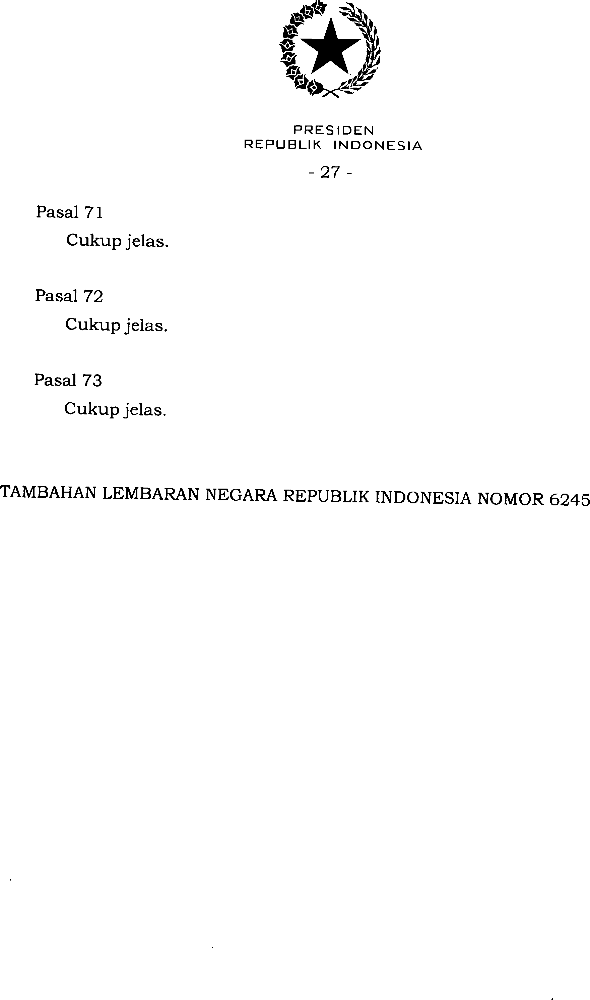 PRESIDEN
REPUBLIK INDONESIA
- 27 -
Pasal 71
Cukup jelas.
Pasal 72
Cukup jelas.
Pasal 73
Cukup jelas.
TAMBAHAN LEMBARAN NEGARA REPUBLIK INDONESIA NOMOR 6245